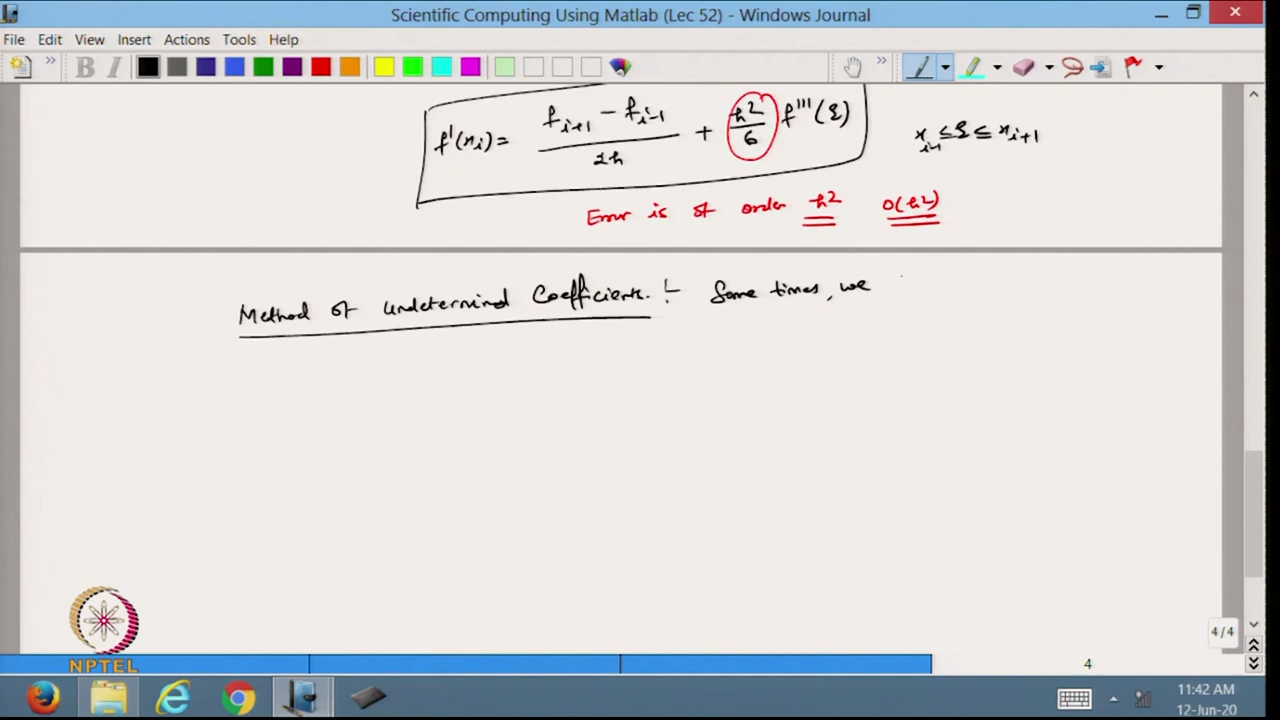 Scientific Computing Using Matlab (Lec 52) - Windows Journal
File Edit View Insert Actions Tools Help
f'(xi) = (fi+1 - fi-1) / 2h + h2/6 f'''(ξ) xi-1 ≤ ξ ≤ xi+1
Error is of order h2 O(h2)
Method of undetermind Coefficients. :- Some times, we
4/4
NPTEL
4
11:42 AM
12-Jun-20